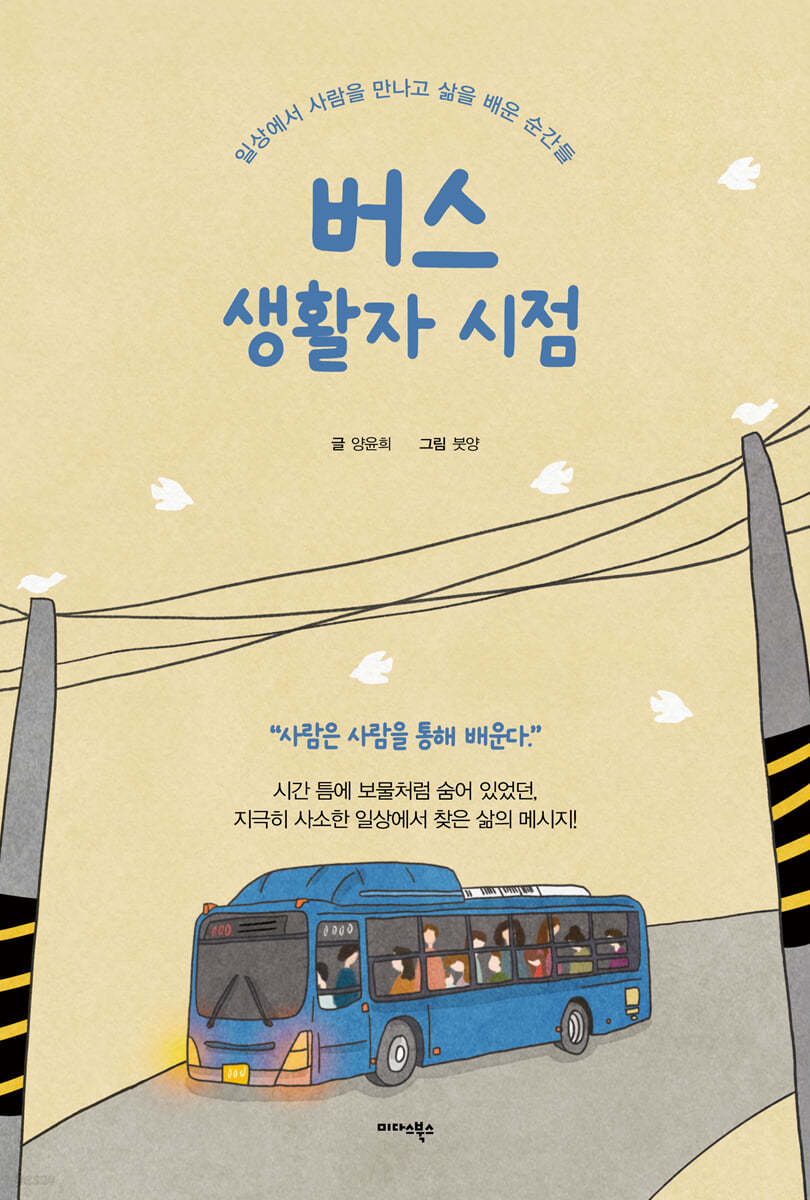 일상에서 사람을 만나고 삶을 배운 순간들
버스
생활자 시점
글 양윤희 그림 붓양
“사람은 사람을 통해 배운다.”
시간 틈에 보물처럼 숨어 있었던,
지극히 사소한 일상에서 찾은 삶의 메시지!
미다스북스